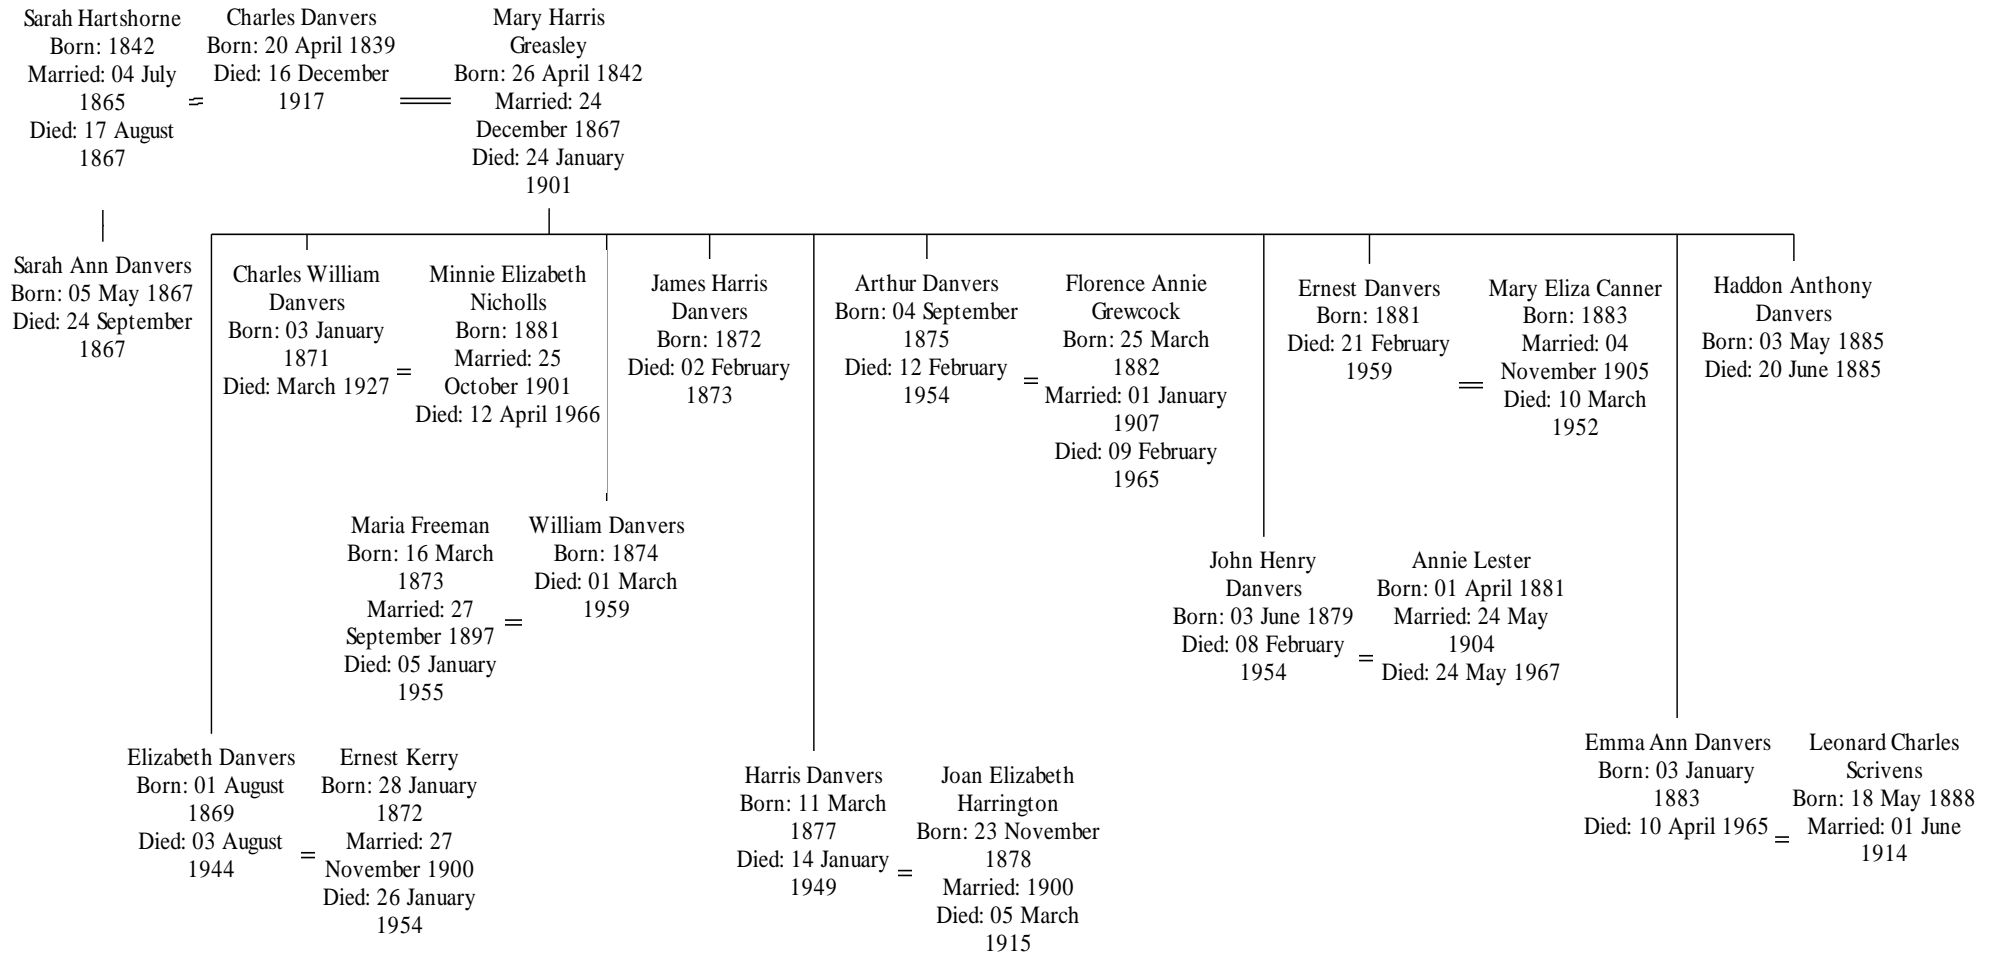 Sarah Hartshorne
Born: 1842
Married: 04 July
1865
Died: 17 August
1867
=
Charles Danvers
Born: 20 April 1839
Died: 16 December
1917
=
Mary Harris
Greasley
Born: 26 April 1842
Married: 24
December 1867
Died: 24 January
1901
Sarah Ann Danvers
Born: 05 May 1867
Died: 24 September
1867
Charles William
Danvers
Born: 03 January
1871
Died: March 1927
=
Minnie Elizabeth
Nicholls
Born: 1881
Married: 25
October 1901
Died: 12 April 1966
James Harris
Danvers
Born: 1872
Died: 02 February
1873
Arthur Danvers
Born: 04 September
1875
Died: 12 February
1954
=
Florence Annie
Grewcock
Born: 25 March
1882
Married: 01 January
1907
Died: 09 February
1965
Ernest Danvers
Born: 1881
Died: 21 February
1959
=
Mary Eliza Canner
Born: 1883
Married: 04
November 1905
Died: 10 March
1952
Haddon Anthony
Danvers
Born: 03 May 1885
Died: 20 June 1885
Maria Freeman
Born: 16 March
1873
Married: 27
September 1897
Died: 05 January
1955
=
William Danvers
Born: 1874
Died: 01 March
1959
John Henry
Danvers
Born: 03 June 1879
Died: 08 February
1954
=
Annie Lester
Born: 01 April 1881
Married: 24 May
1904
Died: 24 May 1967
Elizabeth Danvers
Born: 01 August
1869
Died: 03 August
1944
=
Ernest Kerry
Born: 28 January
1872
Married: 27
November 1900
Died: 26 January
1954
Harris Danvers
Born: 11 March
1877
Died: 14 January
1949
=
Joan Elizabeth
Harrington
Born: 23 November
1878
Married: 1900
Died: 05 March
1915
Emma Ann Danvers
Born: 03 January
1883
Died: 10 April 1965
=
Leonard Charles
Scrivens
Born: 18 May 1888
Married: 01 June
1914